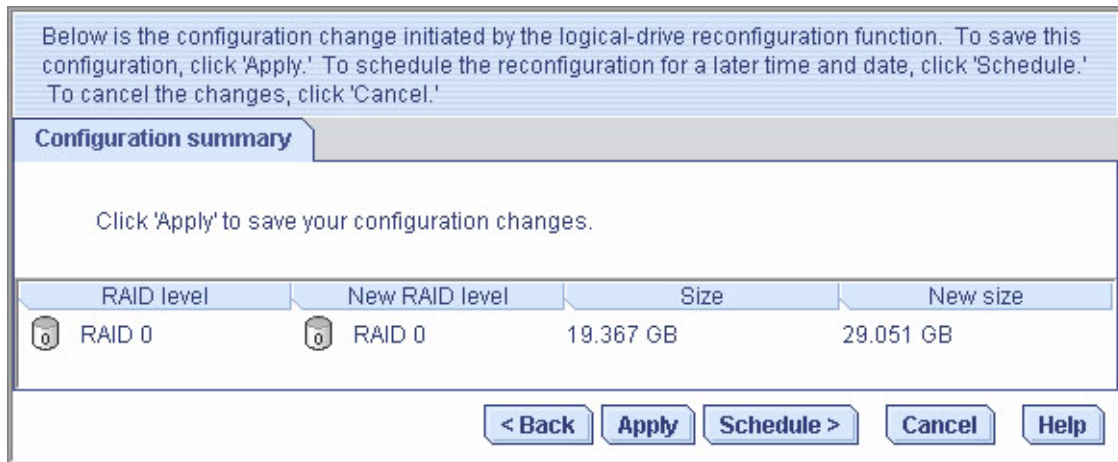 Below is the configuration change initiated by the logical-drive reconfiguration function. To save this
configuration, click 'Apply.' To schedule the reconfiguration for a later time and date, click 'Schedule.'
To cancel the changes, click 'Cancel.'
Configuration summary
Click 'Apply' to save your configuration changes.
RAID level New RAID level Size New size
0 RAID 0 0 RAID 0 19.367 GB 29.051 GB
< Back Apply Schedule > Cancel Help